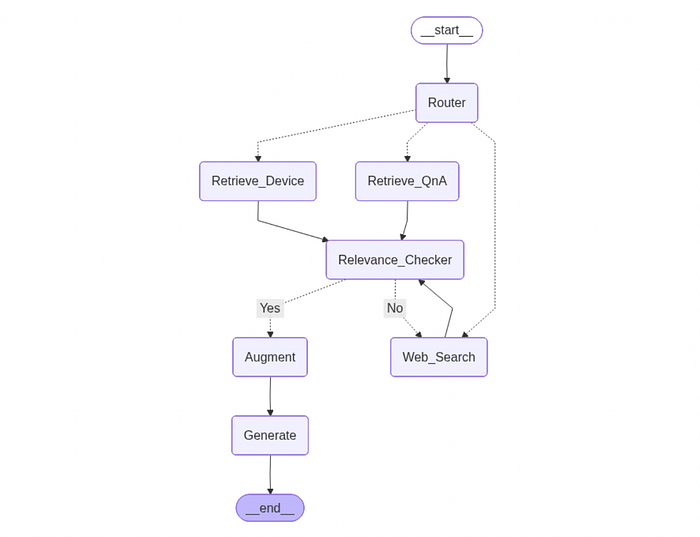 __start__
Router
Retrieve_Device
Retrieve_QnA
Relevance_Checker
Yes
No
Augment
Web_Search
Generate
__end__